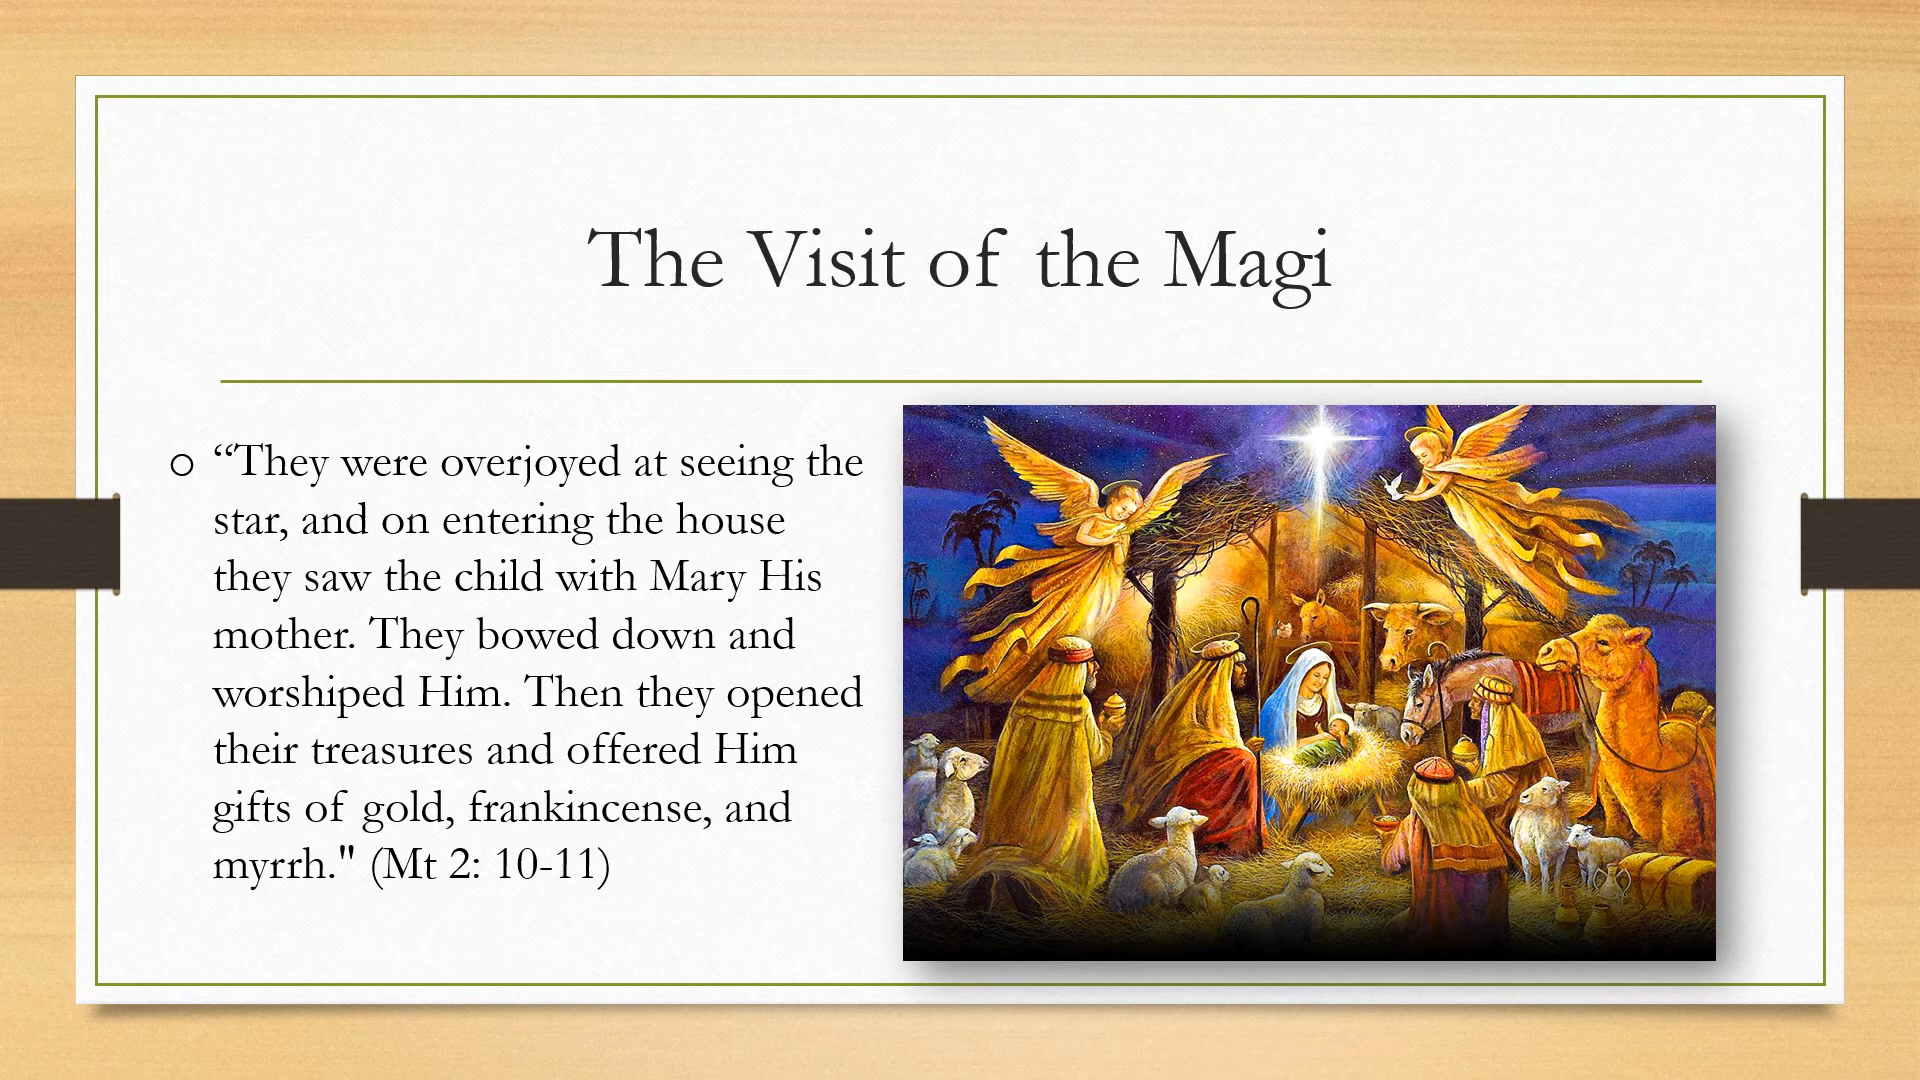 The Visit of the Magi
o “They were overjoyed at seeing the
star, and on entering the house
they saw the child with Mary His
mother. They bowed down and
worshiped Him. Then they opened
their treasures and offered Him
gifts of gold, frankincense, and
myrrh." (Mt 2: 10-11)